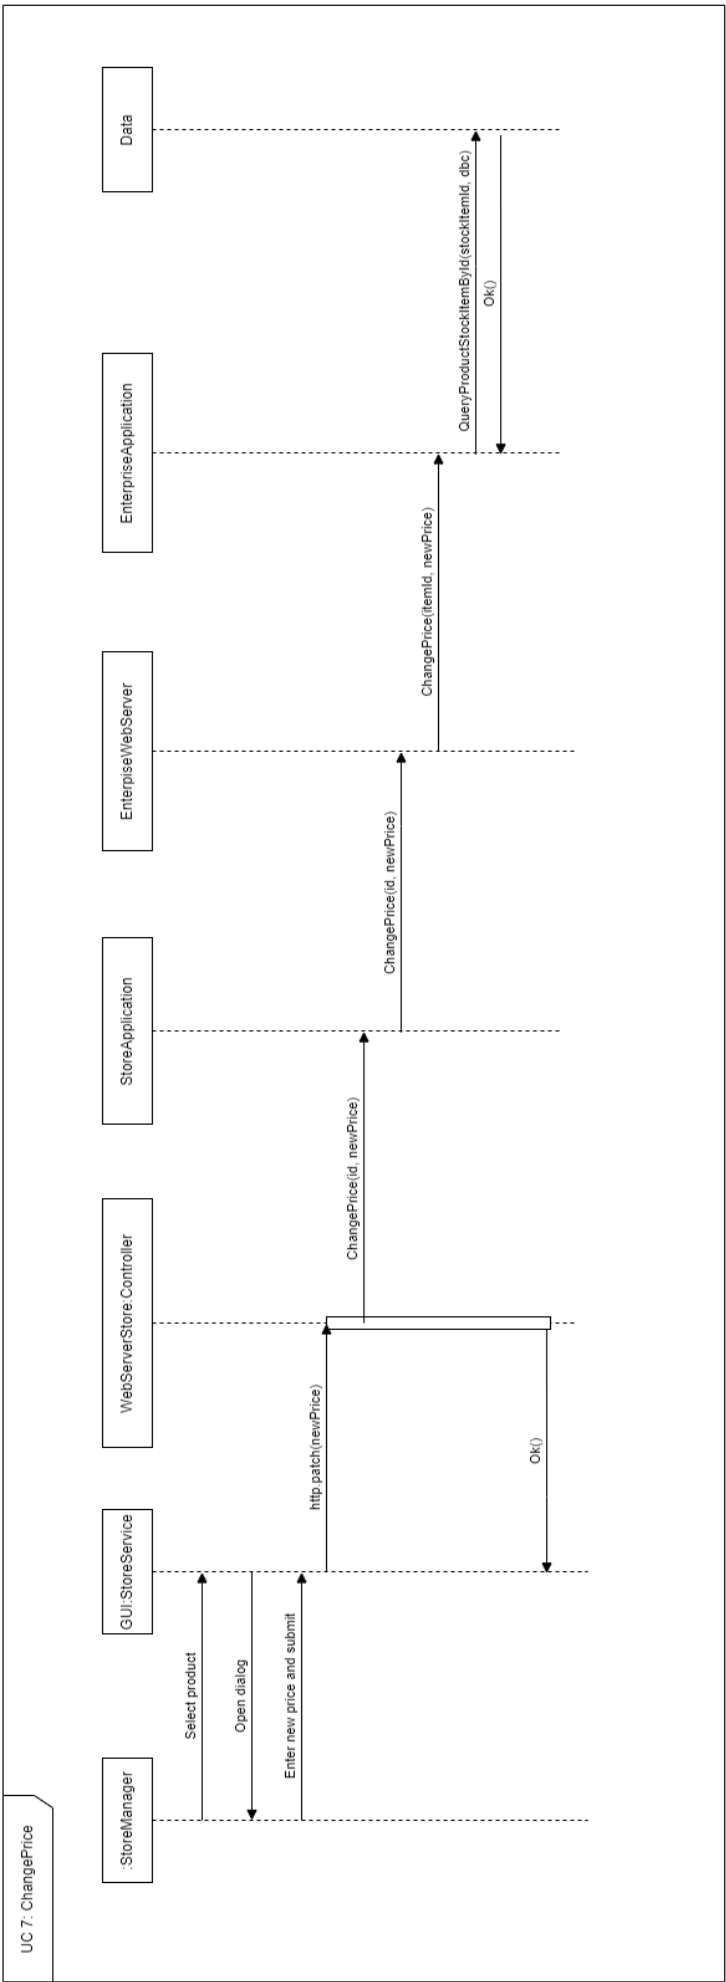 UC 7: ChangePrice
:StoreManager
GUI:StoreService
WebServerStore:Controller
StoreApplication
EnterpiseWebServer
EnterpriseApplication
Data
Select product
Open dialog
Enter new price and submit
http.patch(newPrice)
ChangePrice(id, newPrice)
ChangePrice(id, newPrice)
ChangePrice(itemId, newPrice)
QueryProductStockItemById(stockItemId, dbc)
Ok()
Ok()